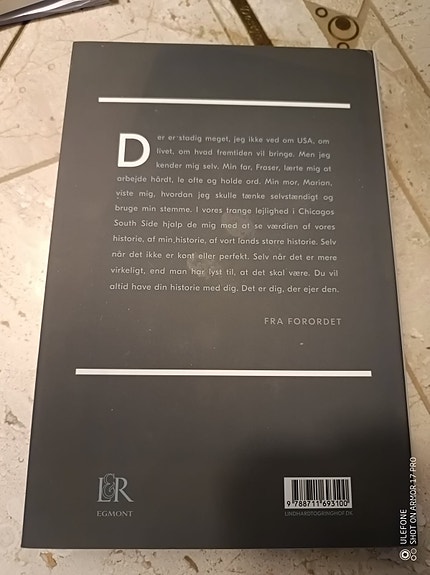 Der er stadig meget, jeg ikke ved om USA, om
livet, om hvad fremtiden vil bringe. Men jeg
kender mig selv. Min far, Fraser, lærte mig at
arbejde hårdt, le ofte og holde ord. Min mor, Marian,
viste mig, hvordan jeg skulle tænke selvstændigt og
bruge min stemme. I vores trange lejlighed i Chicagos
South Side hjalp de mig med at se værdien af vores
historie, af min historie, af vort lands større historie. Selv
når det ikke er kønt eller perfekt. Selv når det er mere
virkeligt, end man har lyst til, at det skal være. Du vil
altid have din historie med dig. Det er dig, der ejer den.
FRA FORORDET
L&R
EGMONT
9 788711 693100
LINDHARDTOGRINGHOF.DK
ULEFONE
SHOT ON ARMOR 17 PRO